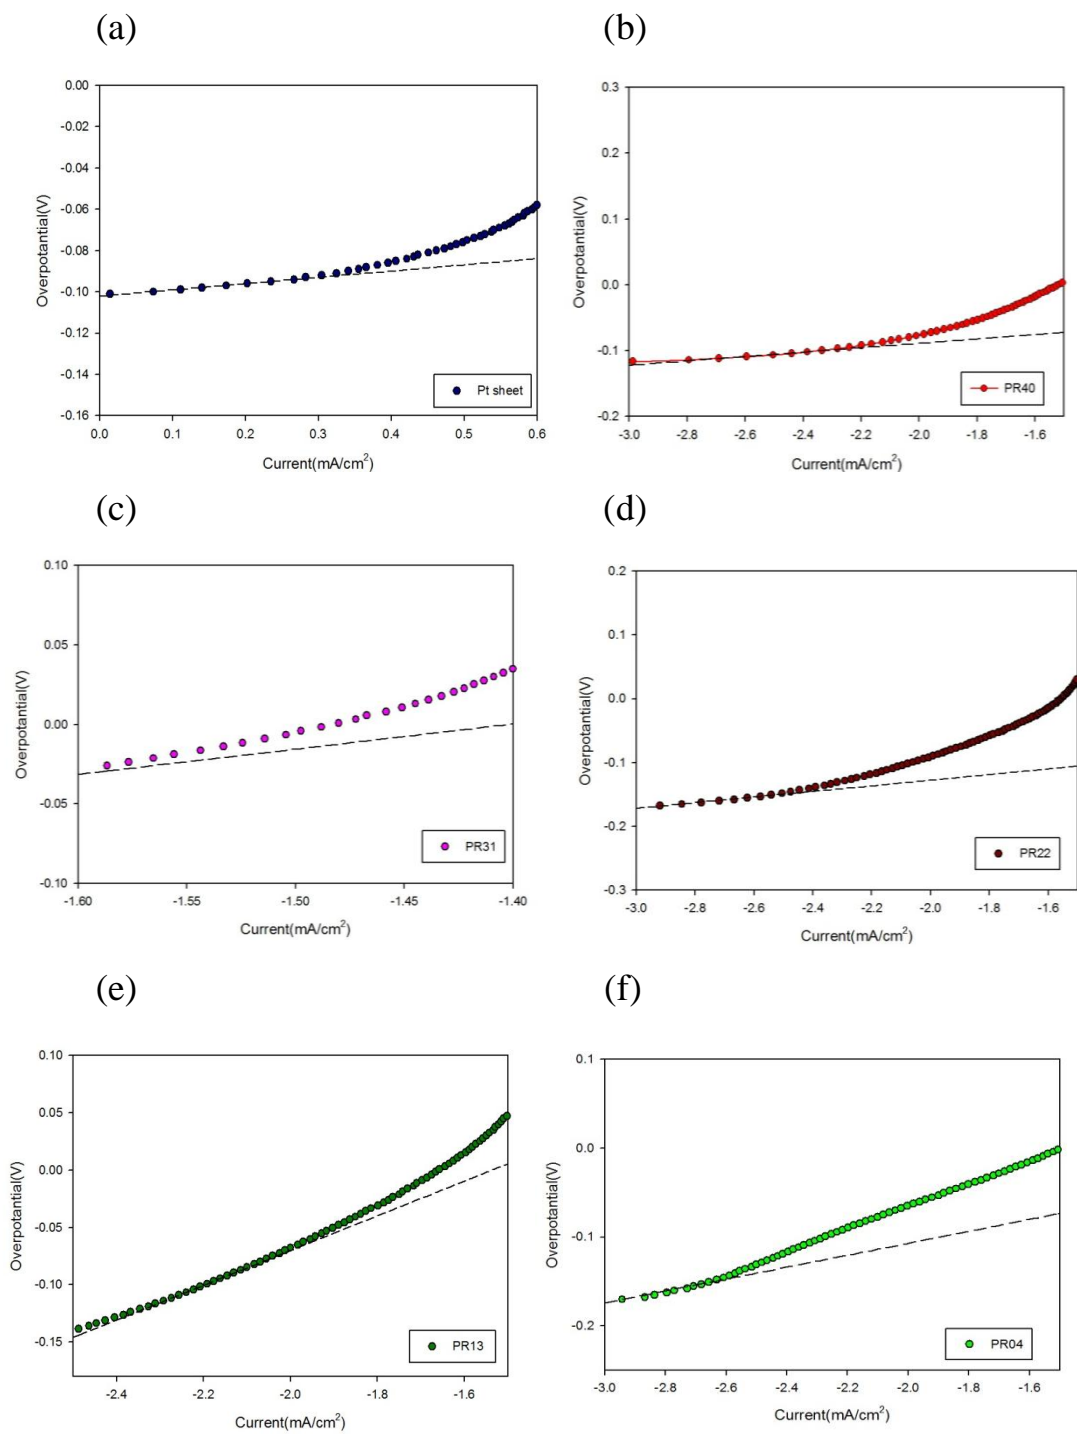 (a)
(b)
0.00
-0.02
-0.04
-0.06
-0.08
-0.10
-0.12
-0.14
-0.16
Overpotantial(V)
Pt sheet
0.0 0.1 0.2 0.3 0.4 0.5 0.6
Current(mA/cm²)
0.3
0.2
0.1
0.0
-0.1
-0.2
Overpotantial(V)
PR40
-3.0 -2.8 -2.6 -2.4 -2.2 -2.0 -1.8 -1.6
Current(mA/cm²)
(c)
(d)
0.10
0.05
0.00
-0.05
-0.10
Overpotantial(V)
PR31
-1.60 -1.55 -1.50 -1.45 -1.40
Current(mA/cm²)
0.2
0.1
0.0
-0.1
-0.2
-0.3
Overpotantial(V)
PR22
-3.0 -2.8 -2.6 -2.4 -2.2 -2.0 -1.8 -1.6
Current(mA/cm²)
(e)
(f)
0.10
0.05
0.00
-0.05
-0.10
-0.15
Overpotantial(V)
PR13
-2.4 -2.2 -2.0 -1.8 -1.6
Current(mA/cm²)
0.1
0.0
-0.1
-0.2
Overpotantial(V)
PR04
-3.0 -2.8 -2.6 -2.4 -2.2 -2.0 -1.8 -1.6
Current(mA/cm²)